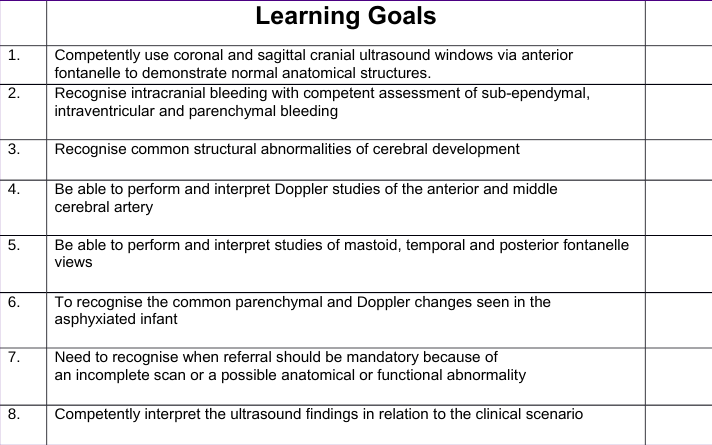 Learning Goals
1. Competently use coronal and sagittal cranial ultrasound windows via anterior
fontanelle to demonstrate normal anatomical structures.
2. Recognise intracranial bleeding with competent assessment of sub-ependymal,
intraventricular and parenchymal bleeding
3. Recognise common structural abnormalities of cerebral development
4. Be able to perform and interpret Doppler studies of the anterior and middle
cerebral artery
5. Be able to perform and interpret studies of mastoid, temporal and posterior fontanelle
views
6. To recognise the common parenchymal and Doppler changes seen in the
asphyxiated infant
7. Need to recognise when referral should be mandatory because of
an incomplete scan or a possible anatomical or functional abnormality
8. Competently interpret the ultrasound findings in relation to the clinical scenario